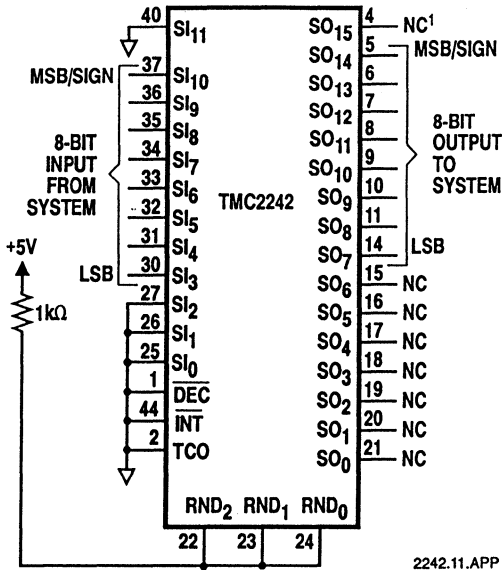 40 SI11 SO15 4 NC1
MSB/SIGN 37 SI10 SO14 5 MSB/SIGN
36 SI9 SO13 6
35 SI8 SO12 7
8-BIT INPUT FROM SYSTEM
34 SI7 SO11 8
8-BIT OUTPUT TO SYSTEM
33 SI6 SO10 9
TMC2242
32 SI5 SO9 10
31 SI4 SO8 11
LSB 30 SI3 SO7 14 LSB
+5V
1kΩ
27 SI2 SO6 15 NC
26 SI1 SO5 16 NC
25 SI0 SO4 17 NC
1 DEC SO3 18 NC
44 INT SO2 19 NC
2 TCO SO1 20 NC
SO0 21 NC
RND2 RND1 RND0
22 23 24
2242.11.APP